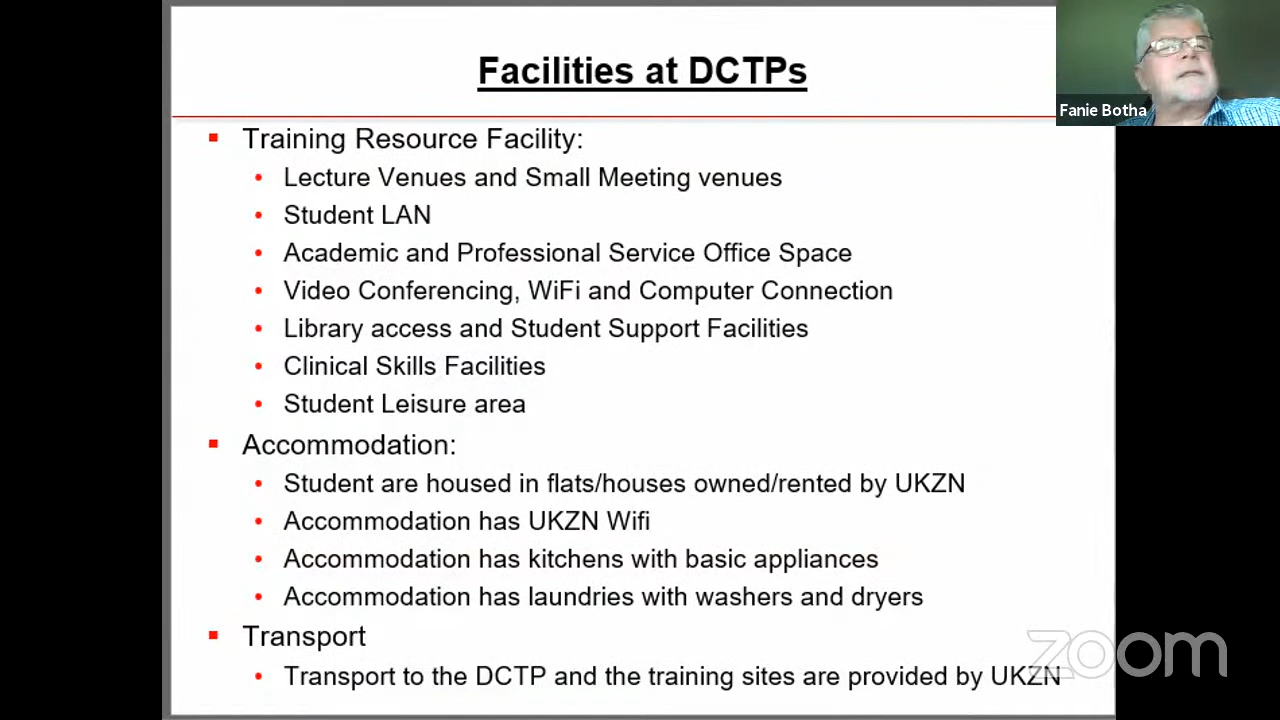 Facilities at DCTPs
Fanie Botha
Training Resource Facility:
Lecture Venues and Small Meeting venues
Student LAN
Academic and Professional Service Office Space
Video Conferencing, WiFi and Computer Connection
Library access and Student Support Facilities
Clinical Skills Facilities
Student Leisure area
Accommodation:
Student are housed in flats/houses owned/rented by UKZN
Accommodation has UKZN Wifi
Accommodation has kitchens with basic appliances
Accommodation has laundries with washers and dryers
Transport
Transport to the DCTP and the training sites are provided by UKZN
zoom